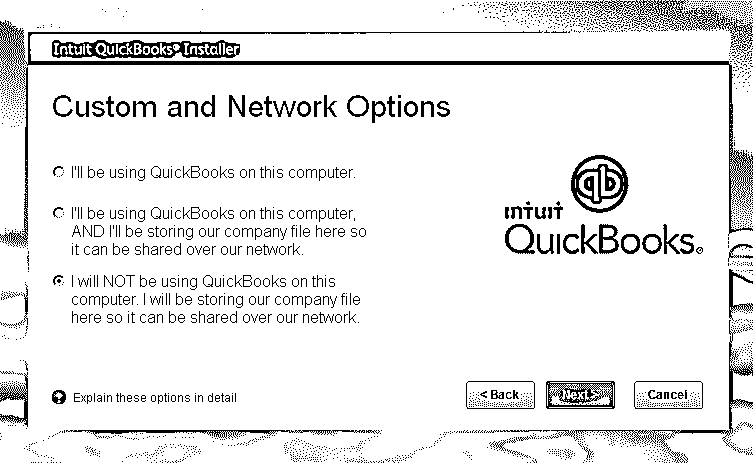 Intuit QuickBooks® Installer
Custom and Network Options
I'll be using QuickBooks on this computer.
I'll be using QuickBooks on this computer,
AND I'll be storing our company file here so
it can be shared over our network.
I will NOT be using QuickBooks on this
computer. I will be storing our company file
here so it can be shared over our network.
qb
intuit
QuickBooks®
Explain these options in detail
< Back
Next >
Cancel